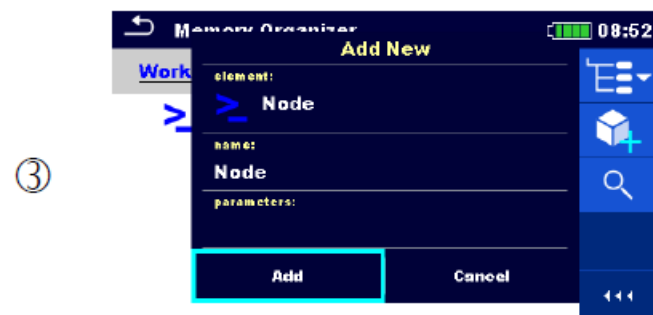 Memory Organizer 08:52
Add New
Work
element:
>_ Node
name:
③
Node
parameters:
Add Cancel